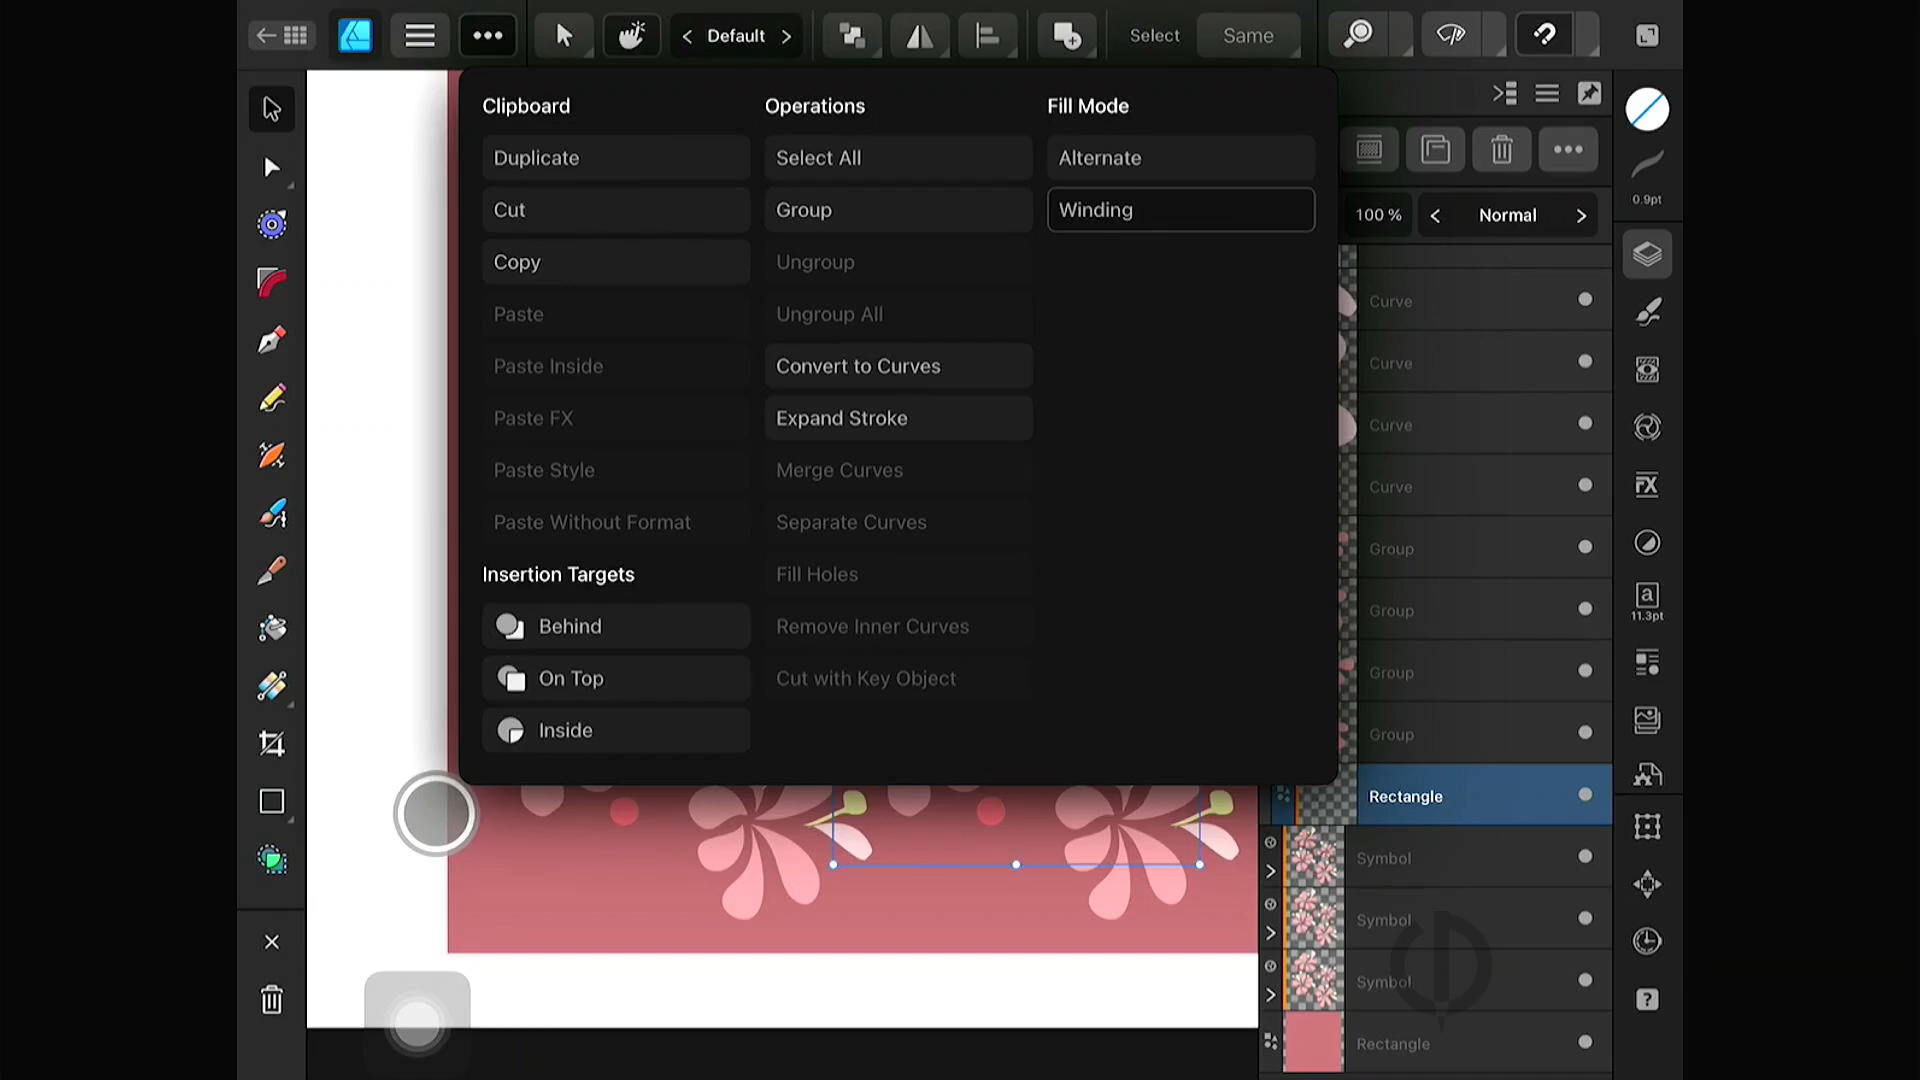 Default
Select
Same
Clipboard
Operations
Fill Mode
Duplicate
Select All
Alternate
Cut
Group
Winding
Copy
Ungroup
Paste
Ungroup All
Paste Inside
Convert to Curves
Paste FX
Expand Stroke
Paste Style
Merge Curves
Paste Without Format
Separate Curves
Insertion Targets
Fill Holes
Behind
Remove Inner Curves
On Top
Cut with Key Object
Inside
100 %
Normal
Curve
Curve
Curve
Curve
Group
Group
Group
Group
Rectangle
Symbol
Symbol
Symbol
Rectangle
0.9pt
FX
a
11.3pt
?